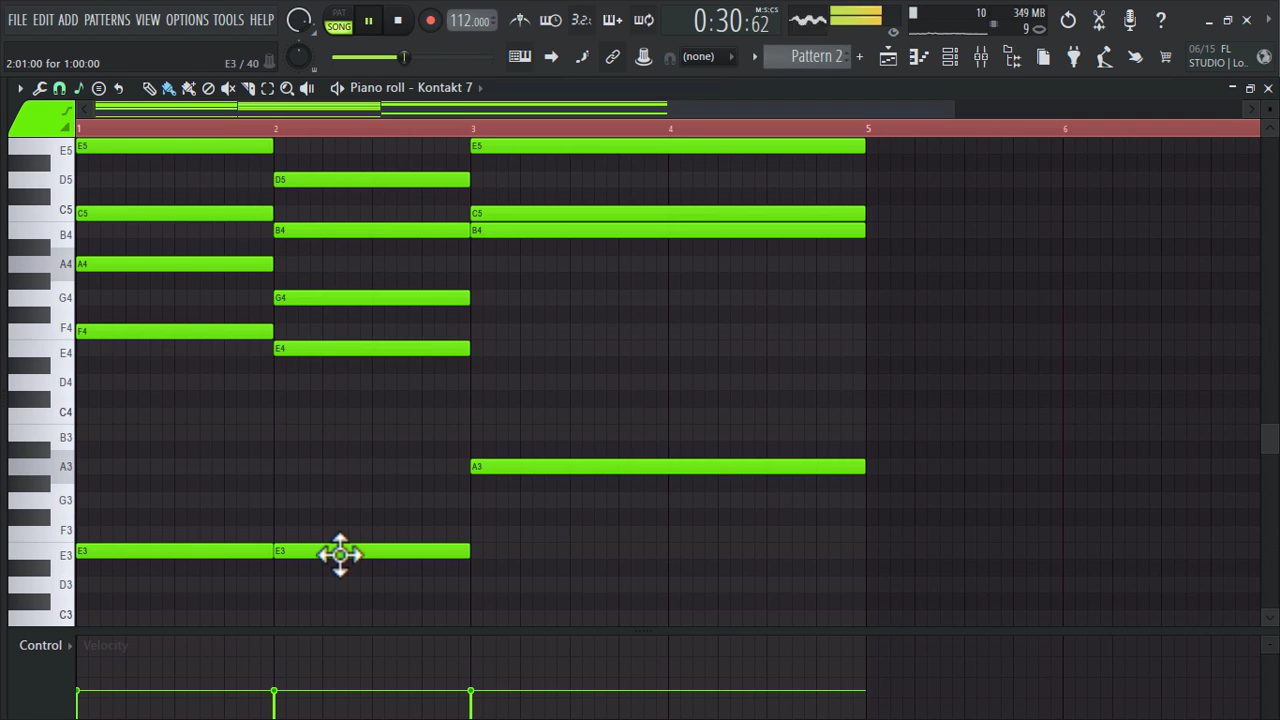 FILE EDIT ADD PATTERNS VIEW OPTIONS TOOLS HELP
PAT
SONG
112.000
3.2:
0:30:62
M:S:CS
10
349 MB
9
2:01:00 for 1:00:00
E3 / 40
(none)
Pattern 2
06/15 FL
STUDIO | Lo..
Piano roll - Kontakt 7
1 2 3 4 5 6
E5 E5 E5
D5 D5
C5 C5 C5
B4 B4 B4
A4 A4
G4 G4
F4 F4
E4 E4
D4
C4
B3
A3 A3
G3
F3
E3 E3 E3
D3
C3
Control
Velocity